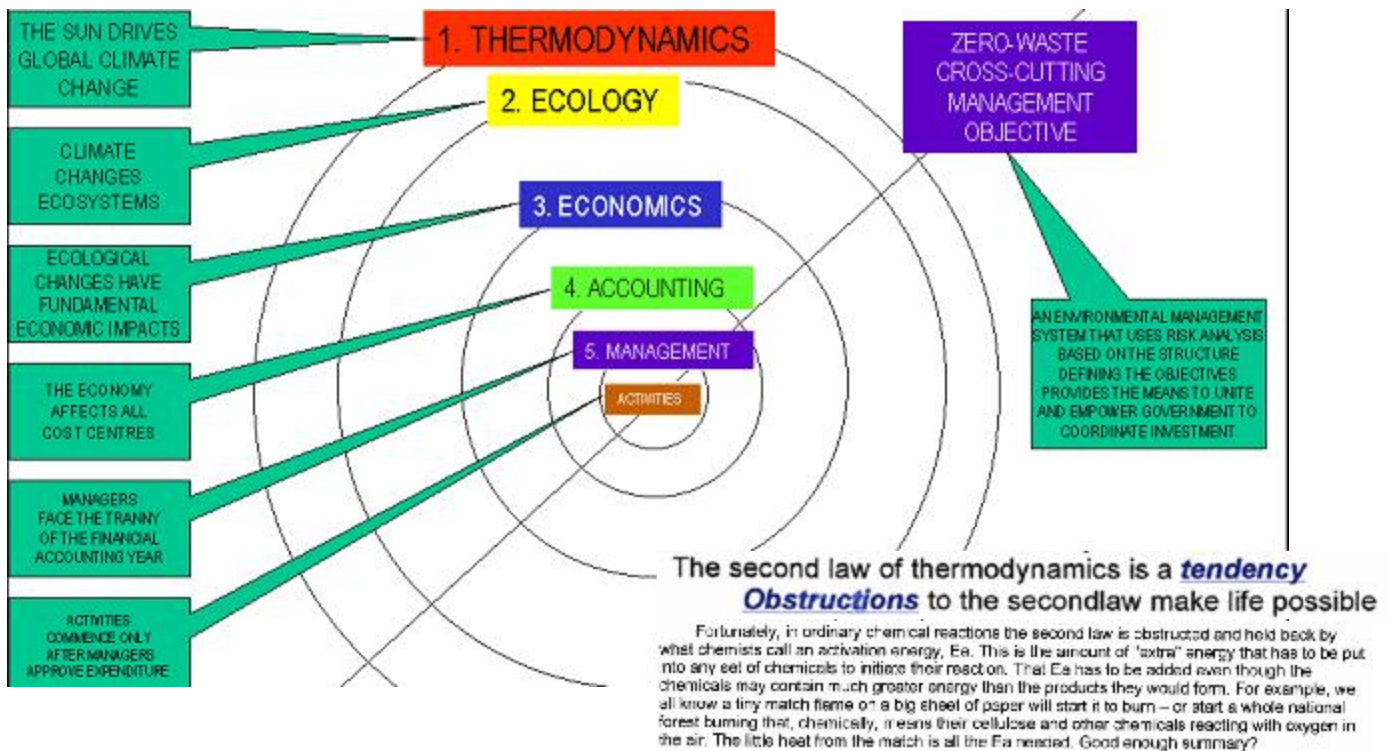 THE SUN DRIVES
GLOBAL CLIMATE
CHANGE
1. THERMODYNAMICS
ZERO-WASTE
CROSS-CUTTING
MANAGEMENT
OBJECTIVE
2. ECOLOGY
CLIMATE
CHANGES
ECOSYSTEMS
3. ECONOMICS
ECOLOGICAL
CHANGES HAVE
FUNDAMENTAL
ECONOMIC IMPACTS
4. ACCOUNTING
AN ENVIRONMENTAL MANAGEMENT
SYSTEM THAT USES RISK ANALYSIS
BASED ON THE STRUCTURE
DEFINING THE OBJECTIVES
PROVIDES THE MEANS TO UNITE
AND EMPOWER GOVERNMENT TO
COORDINATE INVESTMENT
5. MANAGEMENT
THE ECONOMY
AFFECTS ALL
COST CENTRES
ACTIVITIES
MANAGERS
FACE THE TRANNY
OF THE FINANCIAL
ACCOUNTING YEAR
ACTIVITIES
COMMENCE ONLY
AFTER MANAGERS
APPROVE EXPENDITURE
The second law of thermodynamics is a tendency
Obstructions to the secondlaw make life possible
Fortunately, in ordinary chemical reactions the second law is obstructed and held back by
what chemists call an activation energy, Ea. This is the amount of "extra" energy that has to be put
into any set of chemicals to initiate their reaction. That Ea has to be added even though the
chemicals may contain much greater energy than the products they would form. For example, we
all know a tiny match flame on a big sheet of paper will start it to burn – or start a whole national
forest burning that, chemically, means their cellulose and other chemicals reacting with oxygen in
the air. The little heat from the match is all the Ea needed. Good enough summary?